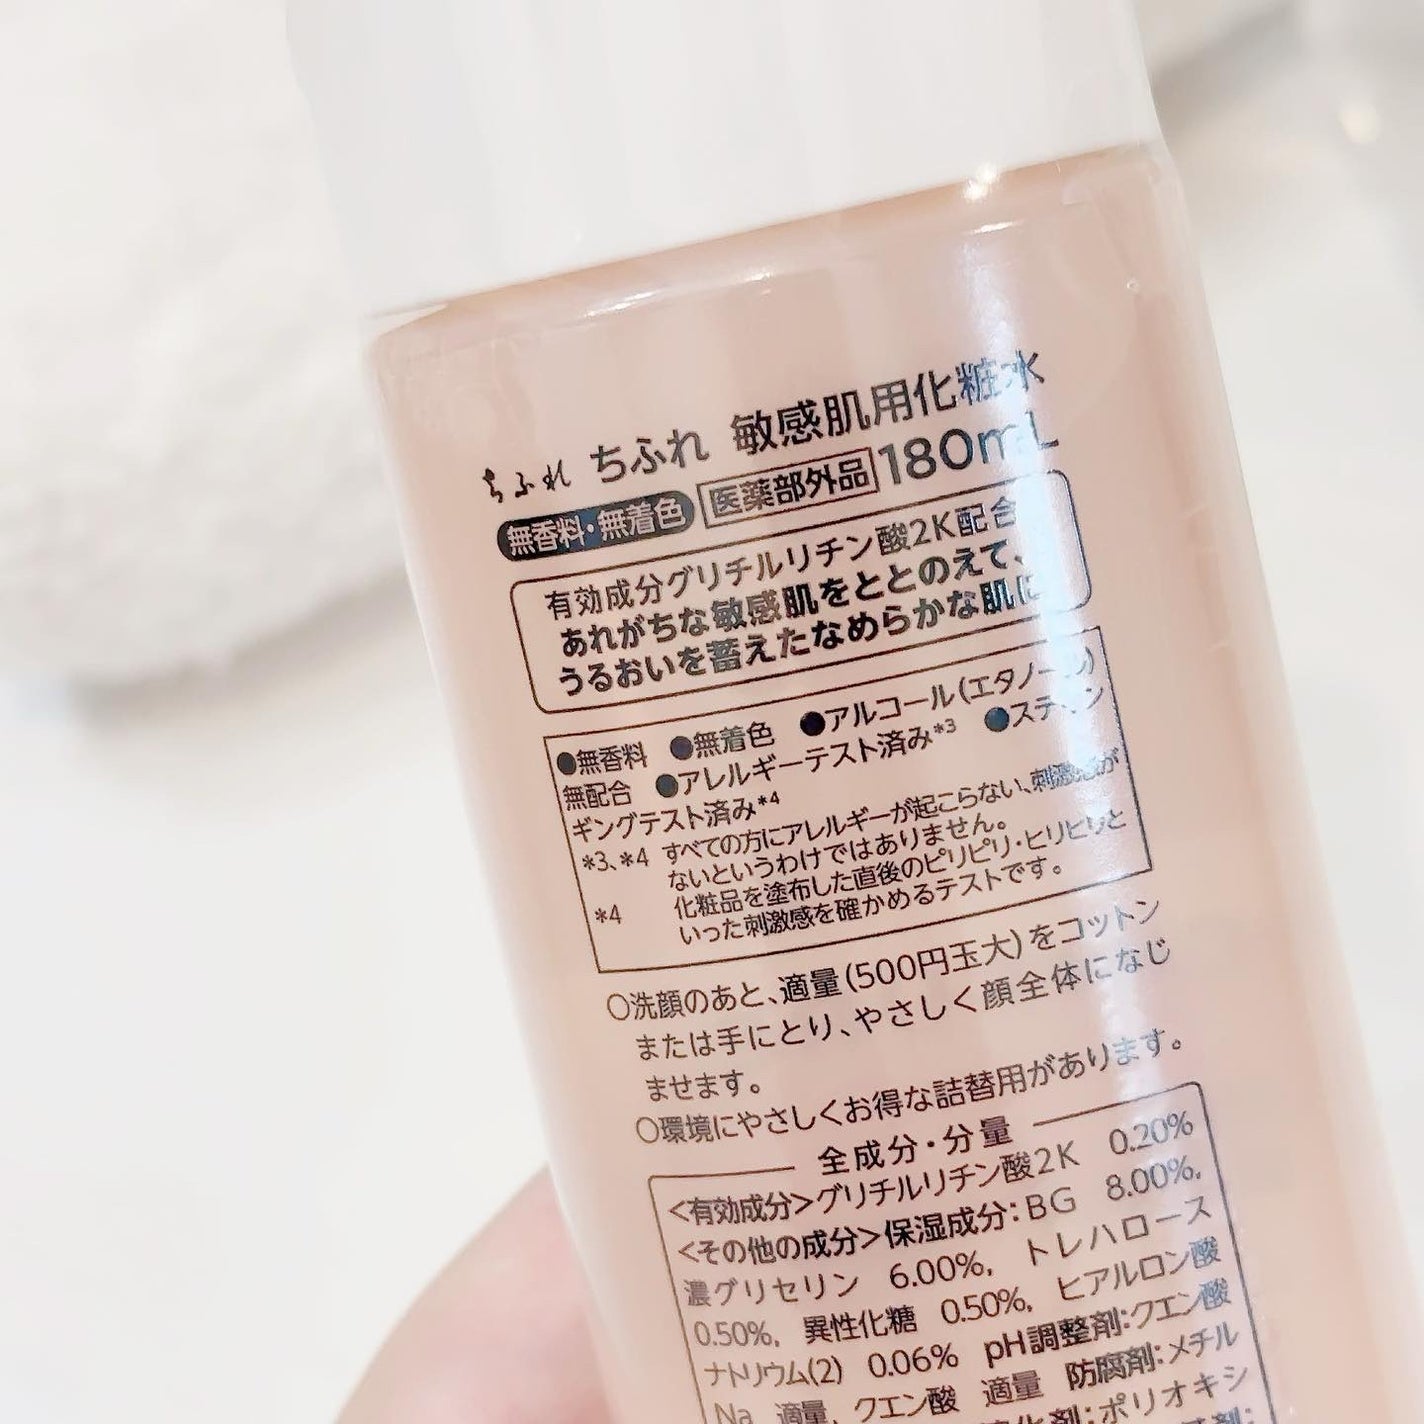 ちふれ ちふれ 敏感肌用化粧水
無香料・無着色 医薬部外品 180mL
有効成分グリチルリチン酸2K配合
あれがちな敏感肌をととのえて、
うるおいを蓄えたなめらかな肌に
●無香料 ●無着色 ●アルコール(エタノール)
無配合 ●アレルギーテスト済み*3 ●スティン
ギングテスト済み*4
*3、*4 すべての方にアレルギーが起こらない、刺激感が
ないというわけではありません。
*4 化粧品を塗布した直後のピリピリ・ヒリヒリと
いった刺激感を確かめるテストです。
○洗顔のあと、適量(500円玉大)をコットン
または手にとり、やさしく顔全体になじ
ませます。
○環境にやさしくお得な詰替用があります。
全成分・分量
<有効成分>グリチルリチン酸2K 0.20%
<その他の成分>保湿成分:BG 8.00%,
濃グリセリン 6.00%, トレハロース
0.50%, 異性化糖 0.50%, ヒアルロン酸
ナトリウム(2) 0.06% pH調整剤:クエン酸
Na 適量, クエン酸 適量 防腐剤:メチル
化剤:ポリオキシ